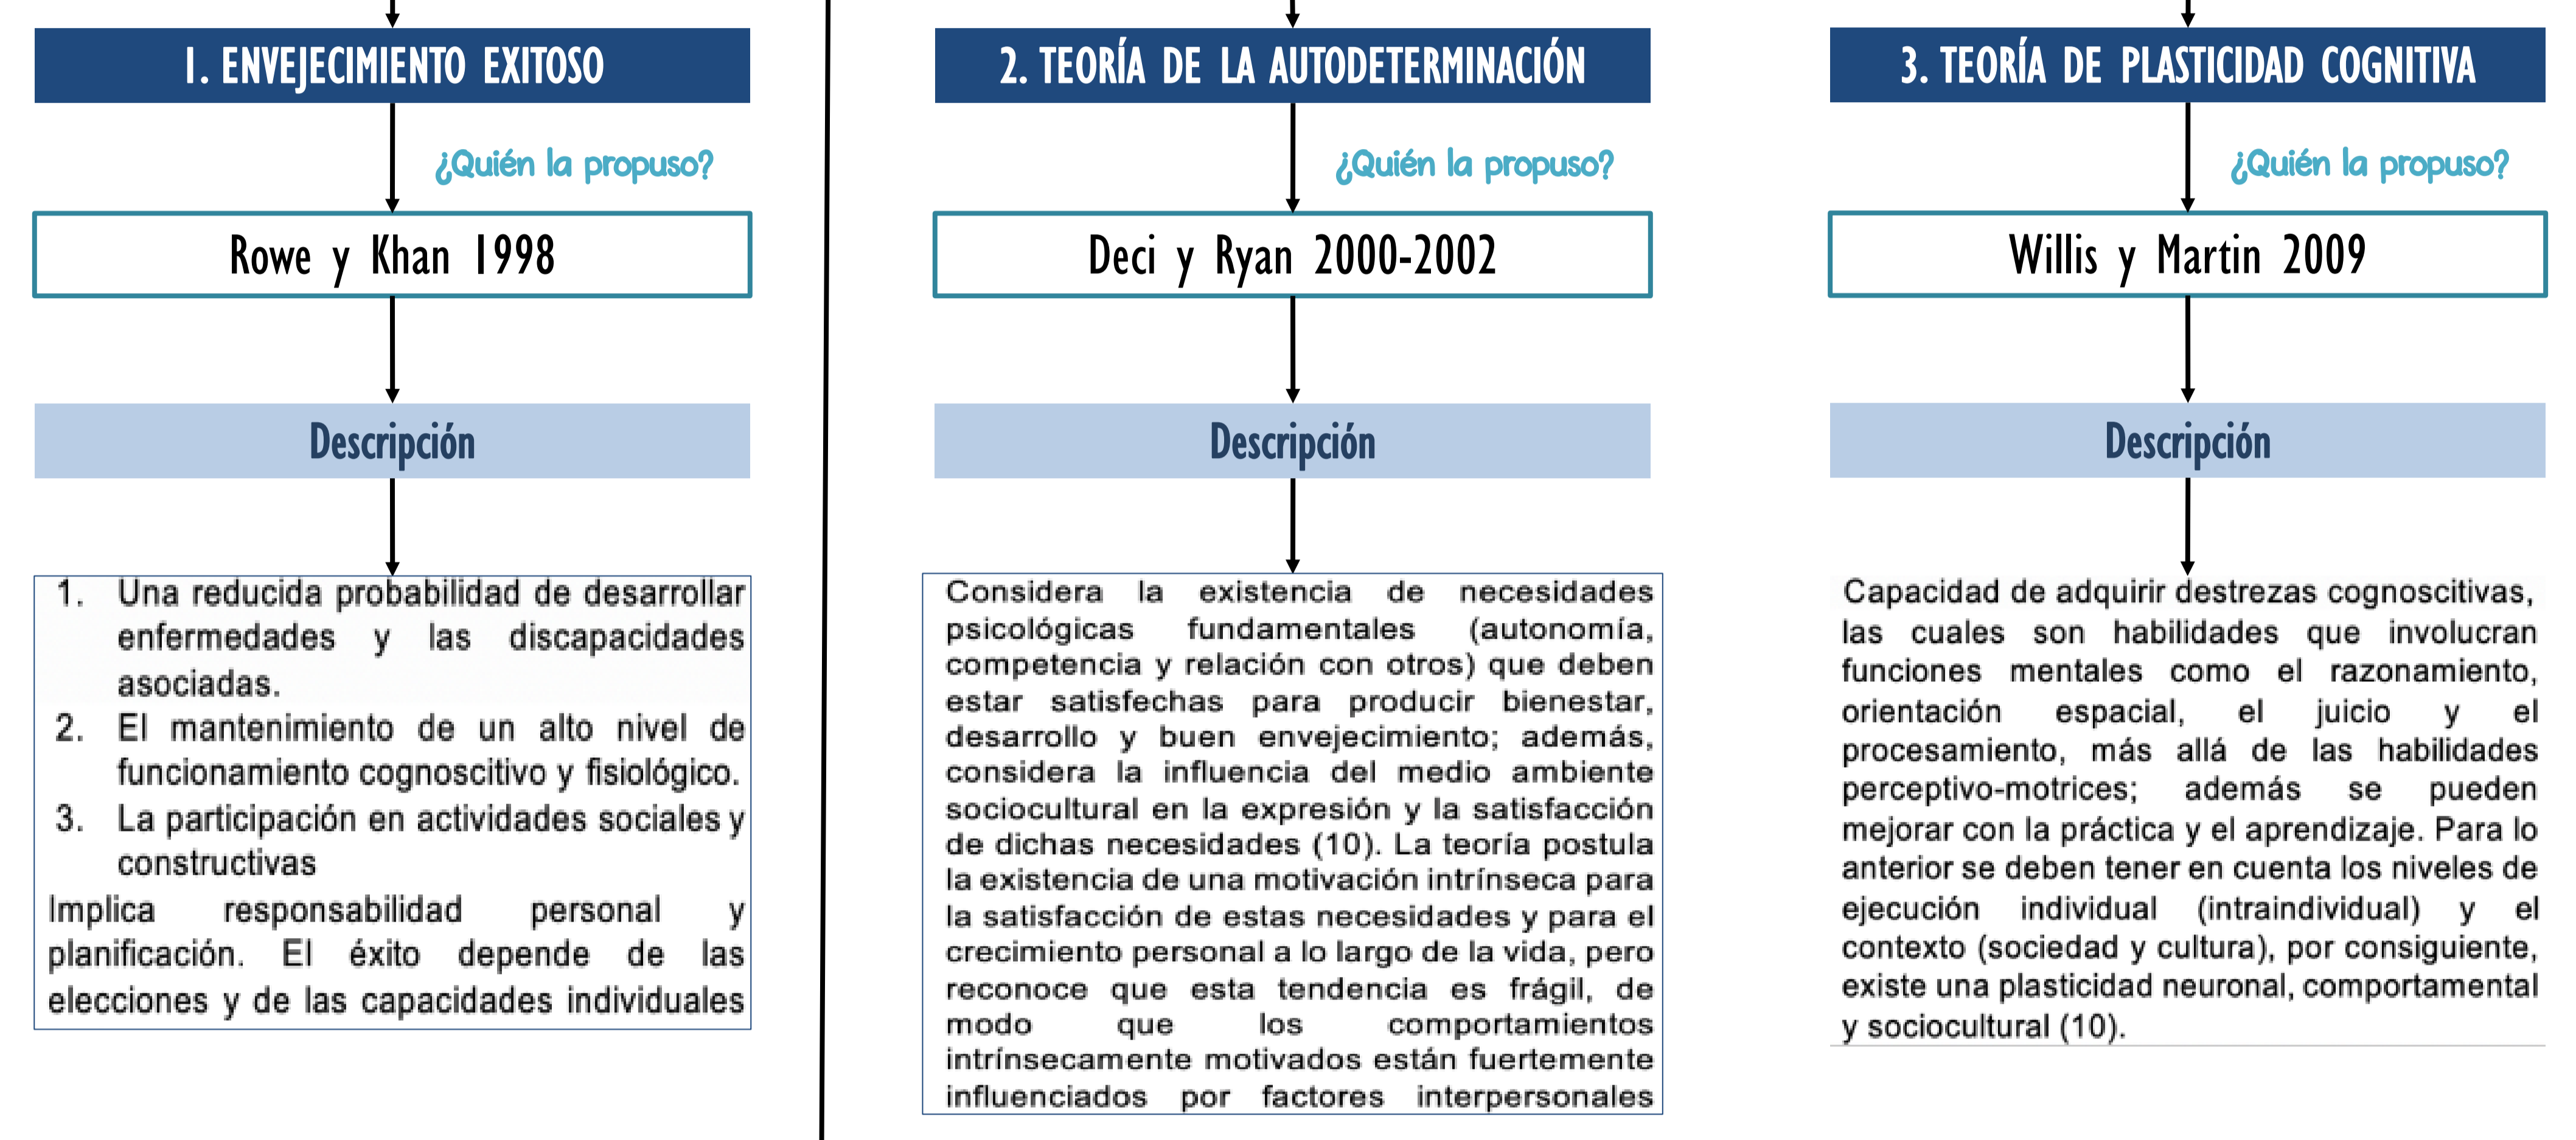 1. ENVEJECIMIENTO EXITOSO
¿Quién la propuso?
Rowe y Khan 1998
Descripción
1. Una reducida probabilidad de desarrollar
enfermedades y las discapacidades
asociadas.
2. El mantenimiento de un alto nivel de
funcionamiento cognoscitivo y fisiológico.
3. La participación en actividades sociales y
constructivas
Implica responsabilidad personal y
planificación. El éxito depende de las
elecciones y de las capacidades individuales
2. TEORÍA DE LA AUTODETERMINACIÓN
¿Quién la propuso?
Deci y Ryan 2000-2002
Descripción
Considera la existencia de necesidades
psicológicas fundamentales (autonomía,
competencia y relación con otros) que deben
estar satisfechas para producir bienestar,
desarrollo y buen envejecimiento; además,
considera la influencia del medio ambiente
sociocultural en la expresión y la satisfacción
de dichas necesidades (10). La teoría postula
la existencia de una motivación intrínseca para
la satisfacción de estas necesidades y para el
crecimiento personal a lo largo de la vida, pero
reconoce que esta tendencia es frágil, de
modo que los comportamientos
intrínsecamente motivados están fuertemente
influenciados por factores interpersonales
3. TEORÍA DE PLASTICIDAD COGNITIVA
¿Quién la propuso?
Willis y Martin 2009
Descripción
Capacidad de adquirir destrezas cognoscitivas,
las cuales son habilidades que involucran
funciones mentales como el razonamiento,
orientación espacial, el juicio y el
procesamiento, más allá de las habilidades
perceptivo-motrices; además se pueden
mejorar con la práctica y el aprendizaje. Para lo
anterior se deben tener en cuenta los niveles de
ejecución individual (intraindividual) y el
contexto (sociedad y cultura), por consiguiente,
existe una plasticidad neuronal, comportamental
y sociocultural (10).